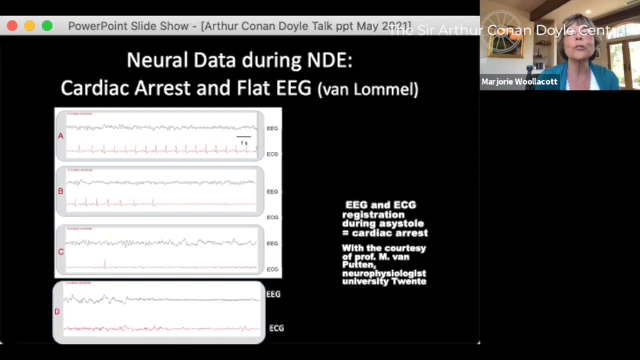 PowerPoint Slide Show - [Arthur Conan Doyle Talk ppt May 2021]
The Sir Arthur Conan Doyle Cent
Marjorie Woollacott
Neural Data during NDE:
Cardiac Arrest and Flat EEG (van Lommel)
A
EEG
1 s
ECG
B
EEG
ECG
C
EEG
ECG
D
EEG
ECG
EEG and ECG
registration
during asystole
= cardiac arrest
With the courtesy
of prof. M. van
Putten,
neurophysiologist
university Twente